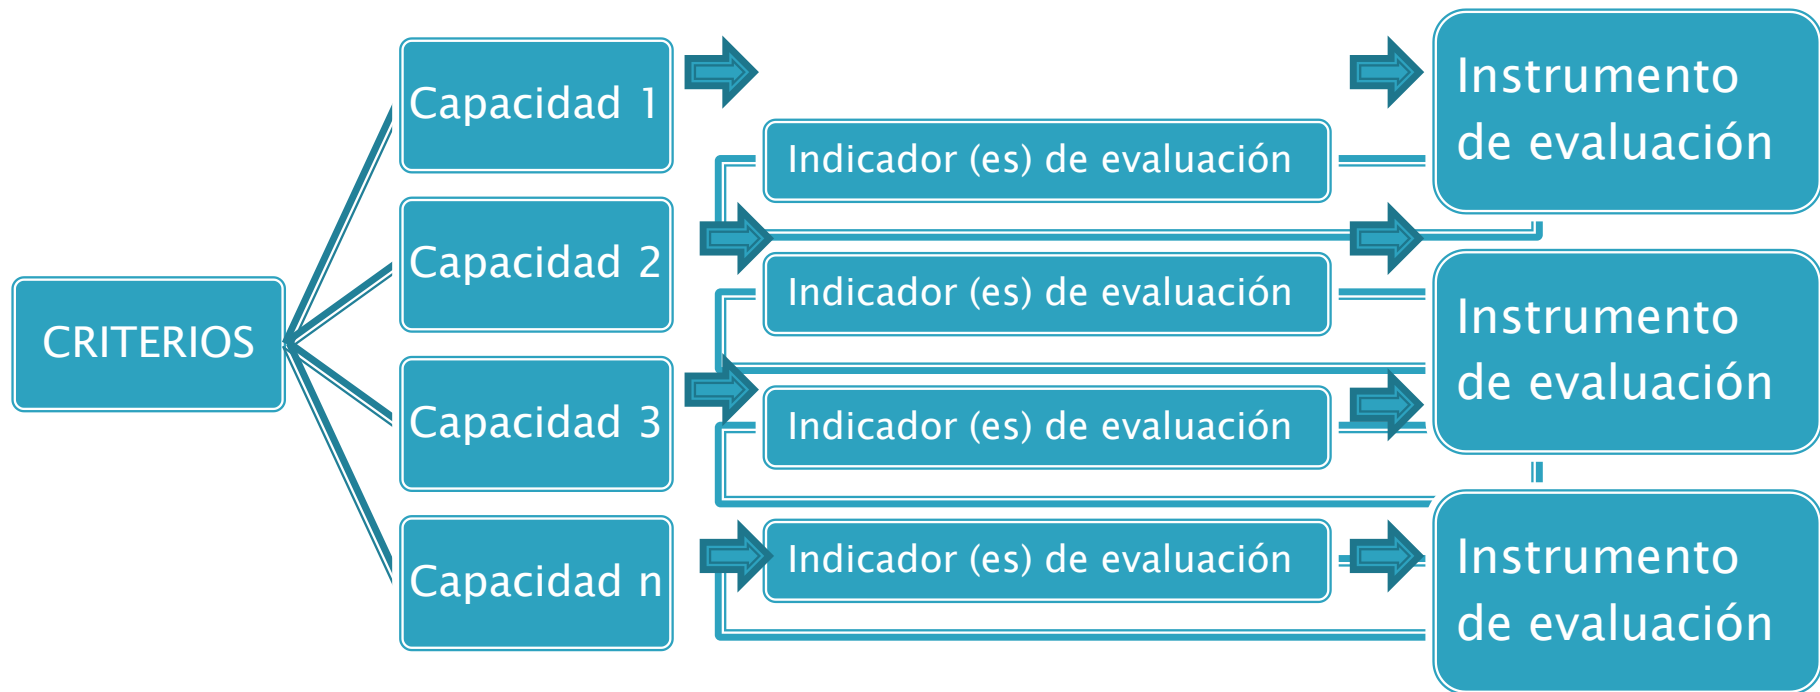 CRITERIOS
Capacidad 1
Capacidad 2
Capacidad 3
Capacidad n
Indicador (es) de evaluación
Indicador (es) de evaluación
Indicador (es) de evaluación
Indicador (es) de evaluación
Instrumento
de evaluación
Instrumento
de evaluación
Instrumento
de evaluación